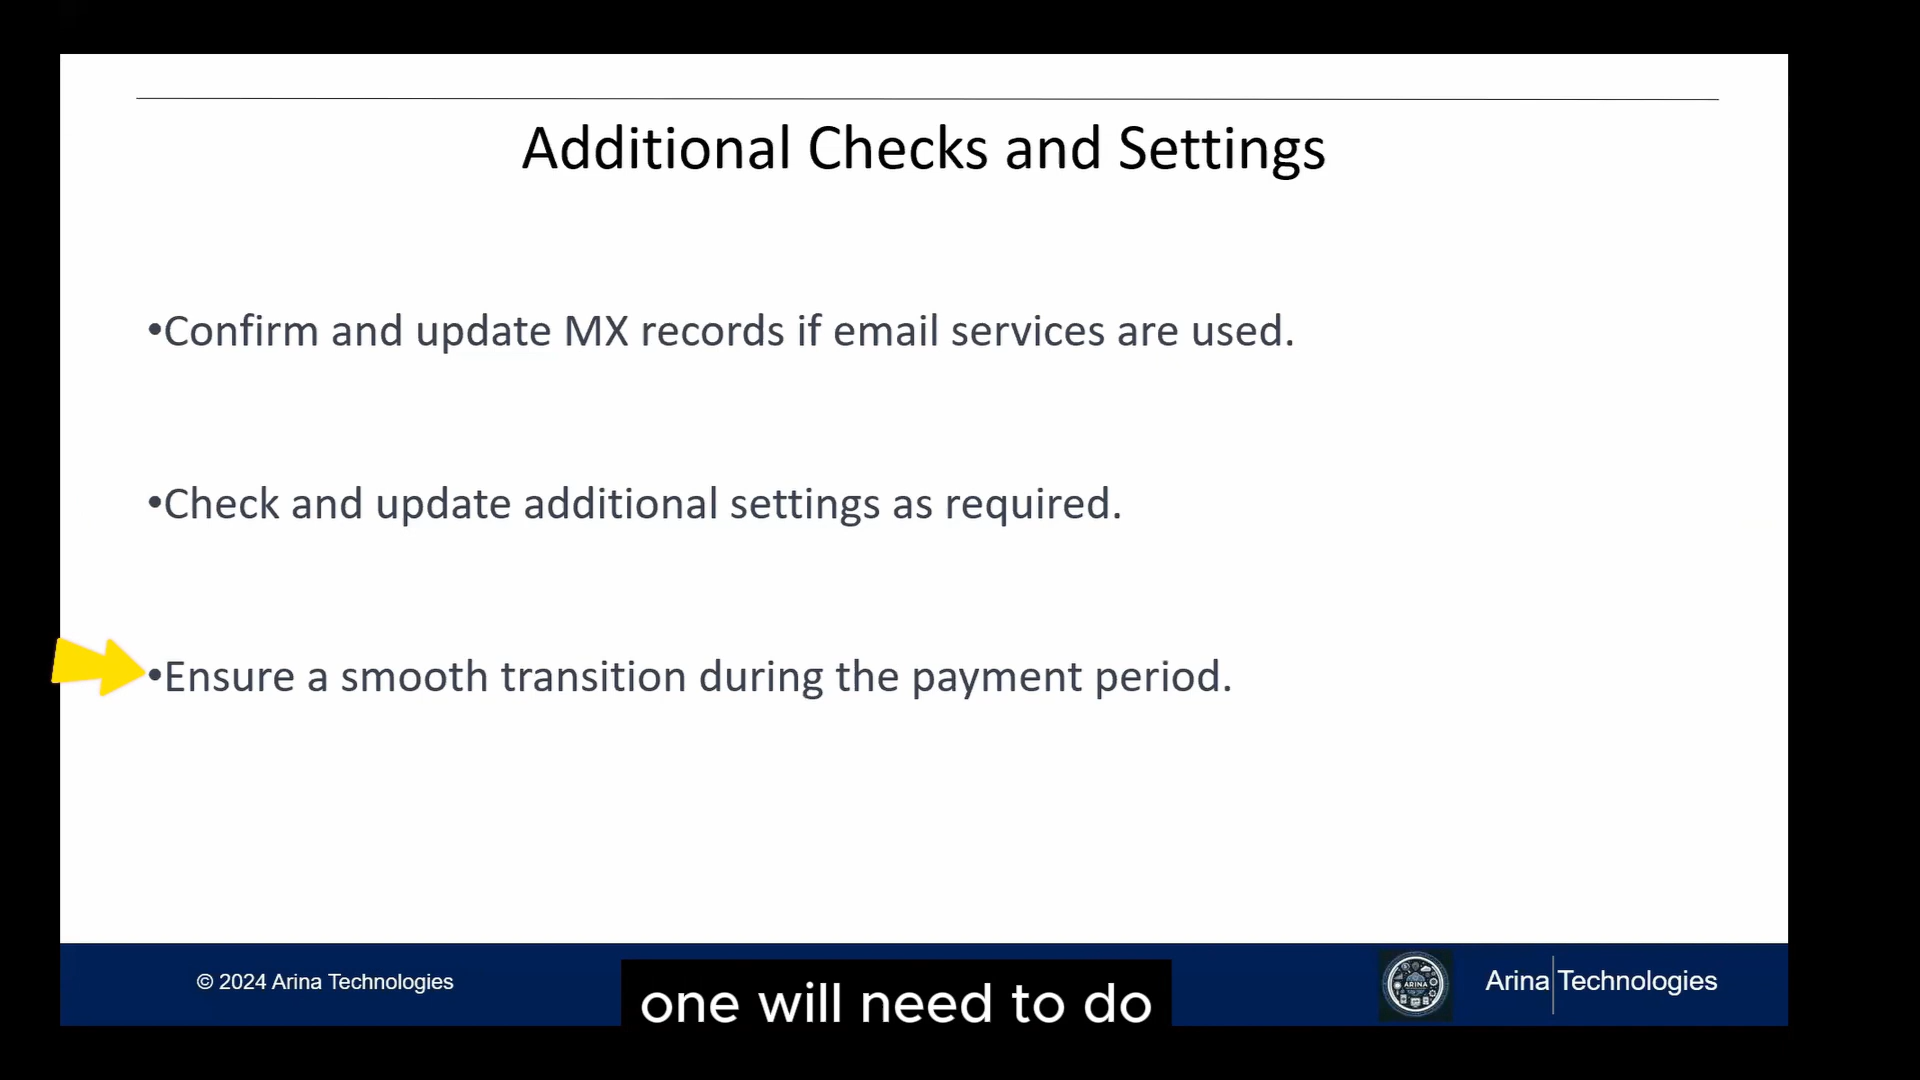 Additional Checks and Settings
•Confirm and update MX records if email services are used.
•Check and update additional settings as required.
•Ensure a smooth transition during the payment period.
© 2024 Arina Technologies
one will need to do
ARINA
Arina Technologies